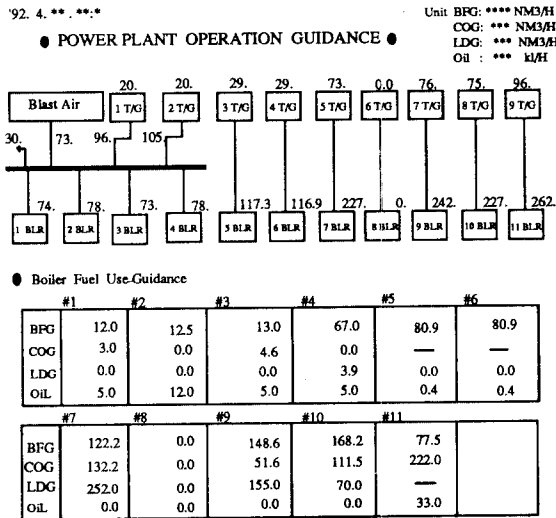 '92. 4. ** . **:*
Unit BFG: **** NM3/H
COG: *** NM3/H
LDG: *** NM3/H
Oil : *** kl/H
● POWER PLANT OPERATION GUIDANCE ●
20. 20. 29. 29. 73. 0.0 76. 75. 96.
Blast Air 1 T/G 2 T/G 3 T/G 4 T/G 5 T/G 6 T/G 7 T/G 8 T/G 9 T/G
30. 73. 96. 105.
74. 78. 73. 78. 117.3 116.9 227. 0. 242. 227. 262.
1 BLR 2 BLR 3 BLR 4 BLR 5 BLR 6 BLR 7 BLR 8 BLR 9 BLR 10 BLR 11 BLR
● Boiler Fuel Use-Guidance
#1 #2 #3 #4 #5 #6
BFG 12.0 12.5 13.0 67.0 80.9 80.9
COG 3.0 0.0 4.6 0.0 — —
LDG 0.0 0.0 0.0 3.9 0.0 0.0
OiL 5.0 12.0 5.0 5.0 0.4 0.4
#7 #8 #9 #10 #11
BFG 122.2 0.0 148.6 168.2 77.5
COG 132.2 0.0 51.6 111.5 222.0
LDG 252.0 0.0 155.0 70.0 —
OiL 0.0 0.0 0.0 0.0 33.0